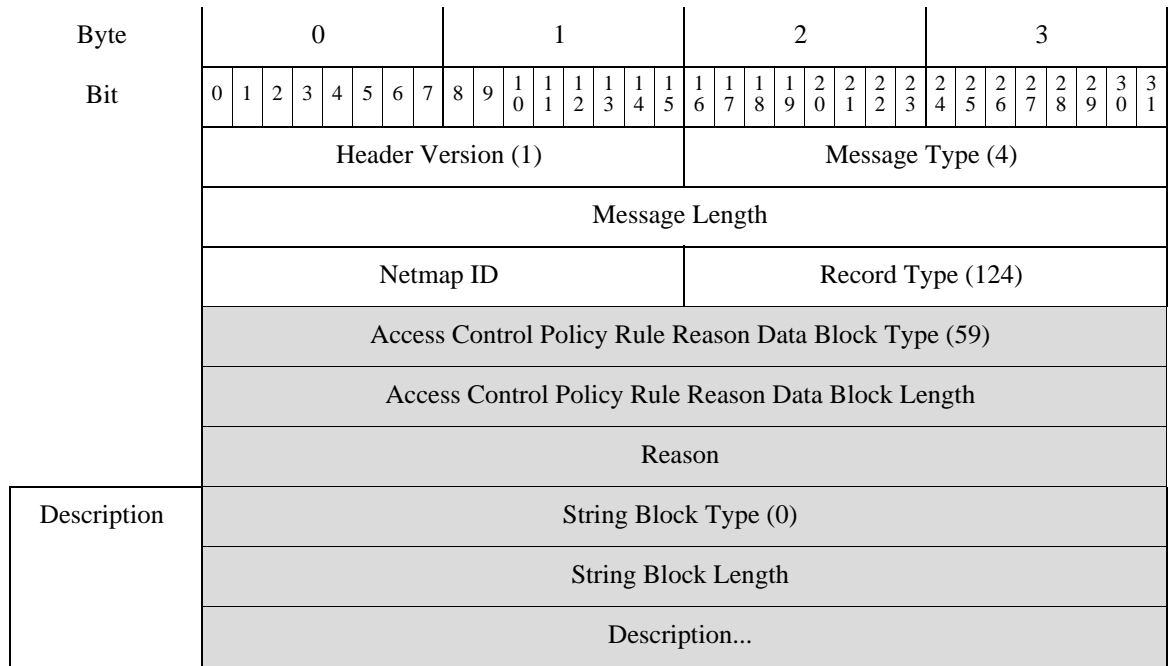 Byte 0 1 2 3
Bit 0 1 2 3 4 5 6 7 8 9 10 11 12 13 14 15 16 17 18 19 20 21 22 23 24 25 26 27 28 29 30 31
Header Version (1) Message Type (4)
Message Length
Netmap ID Record Type (124)
Access Control Policy Rule Reason Data Block Type (59)
Access Control Policy Rule Reason Data Block Length
Reason
Description String Block Type (0)
String Block Length
Description...